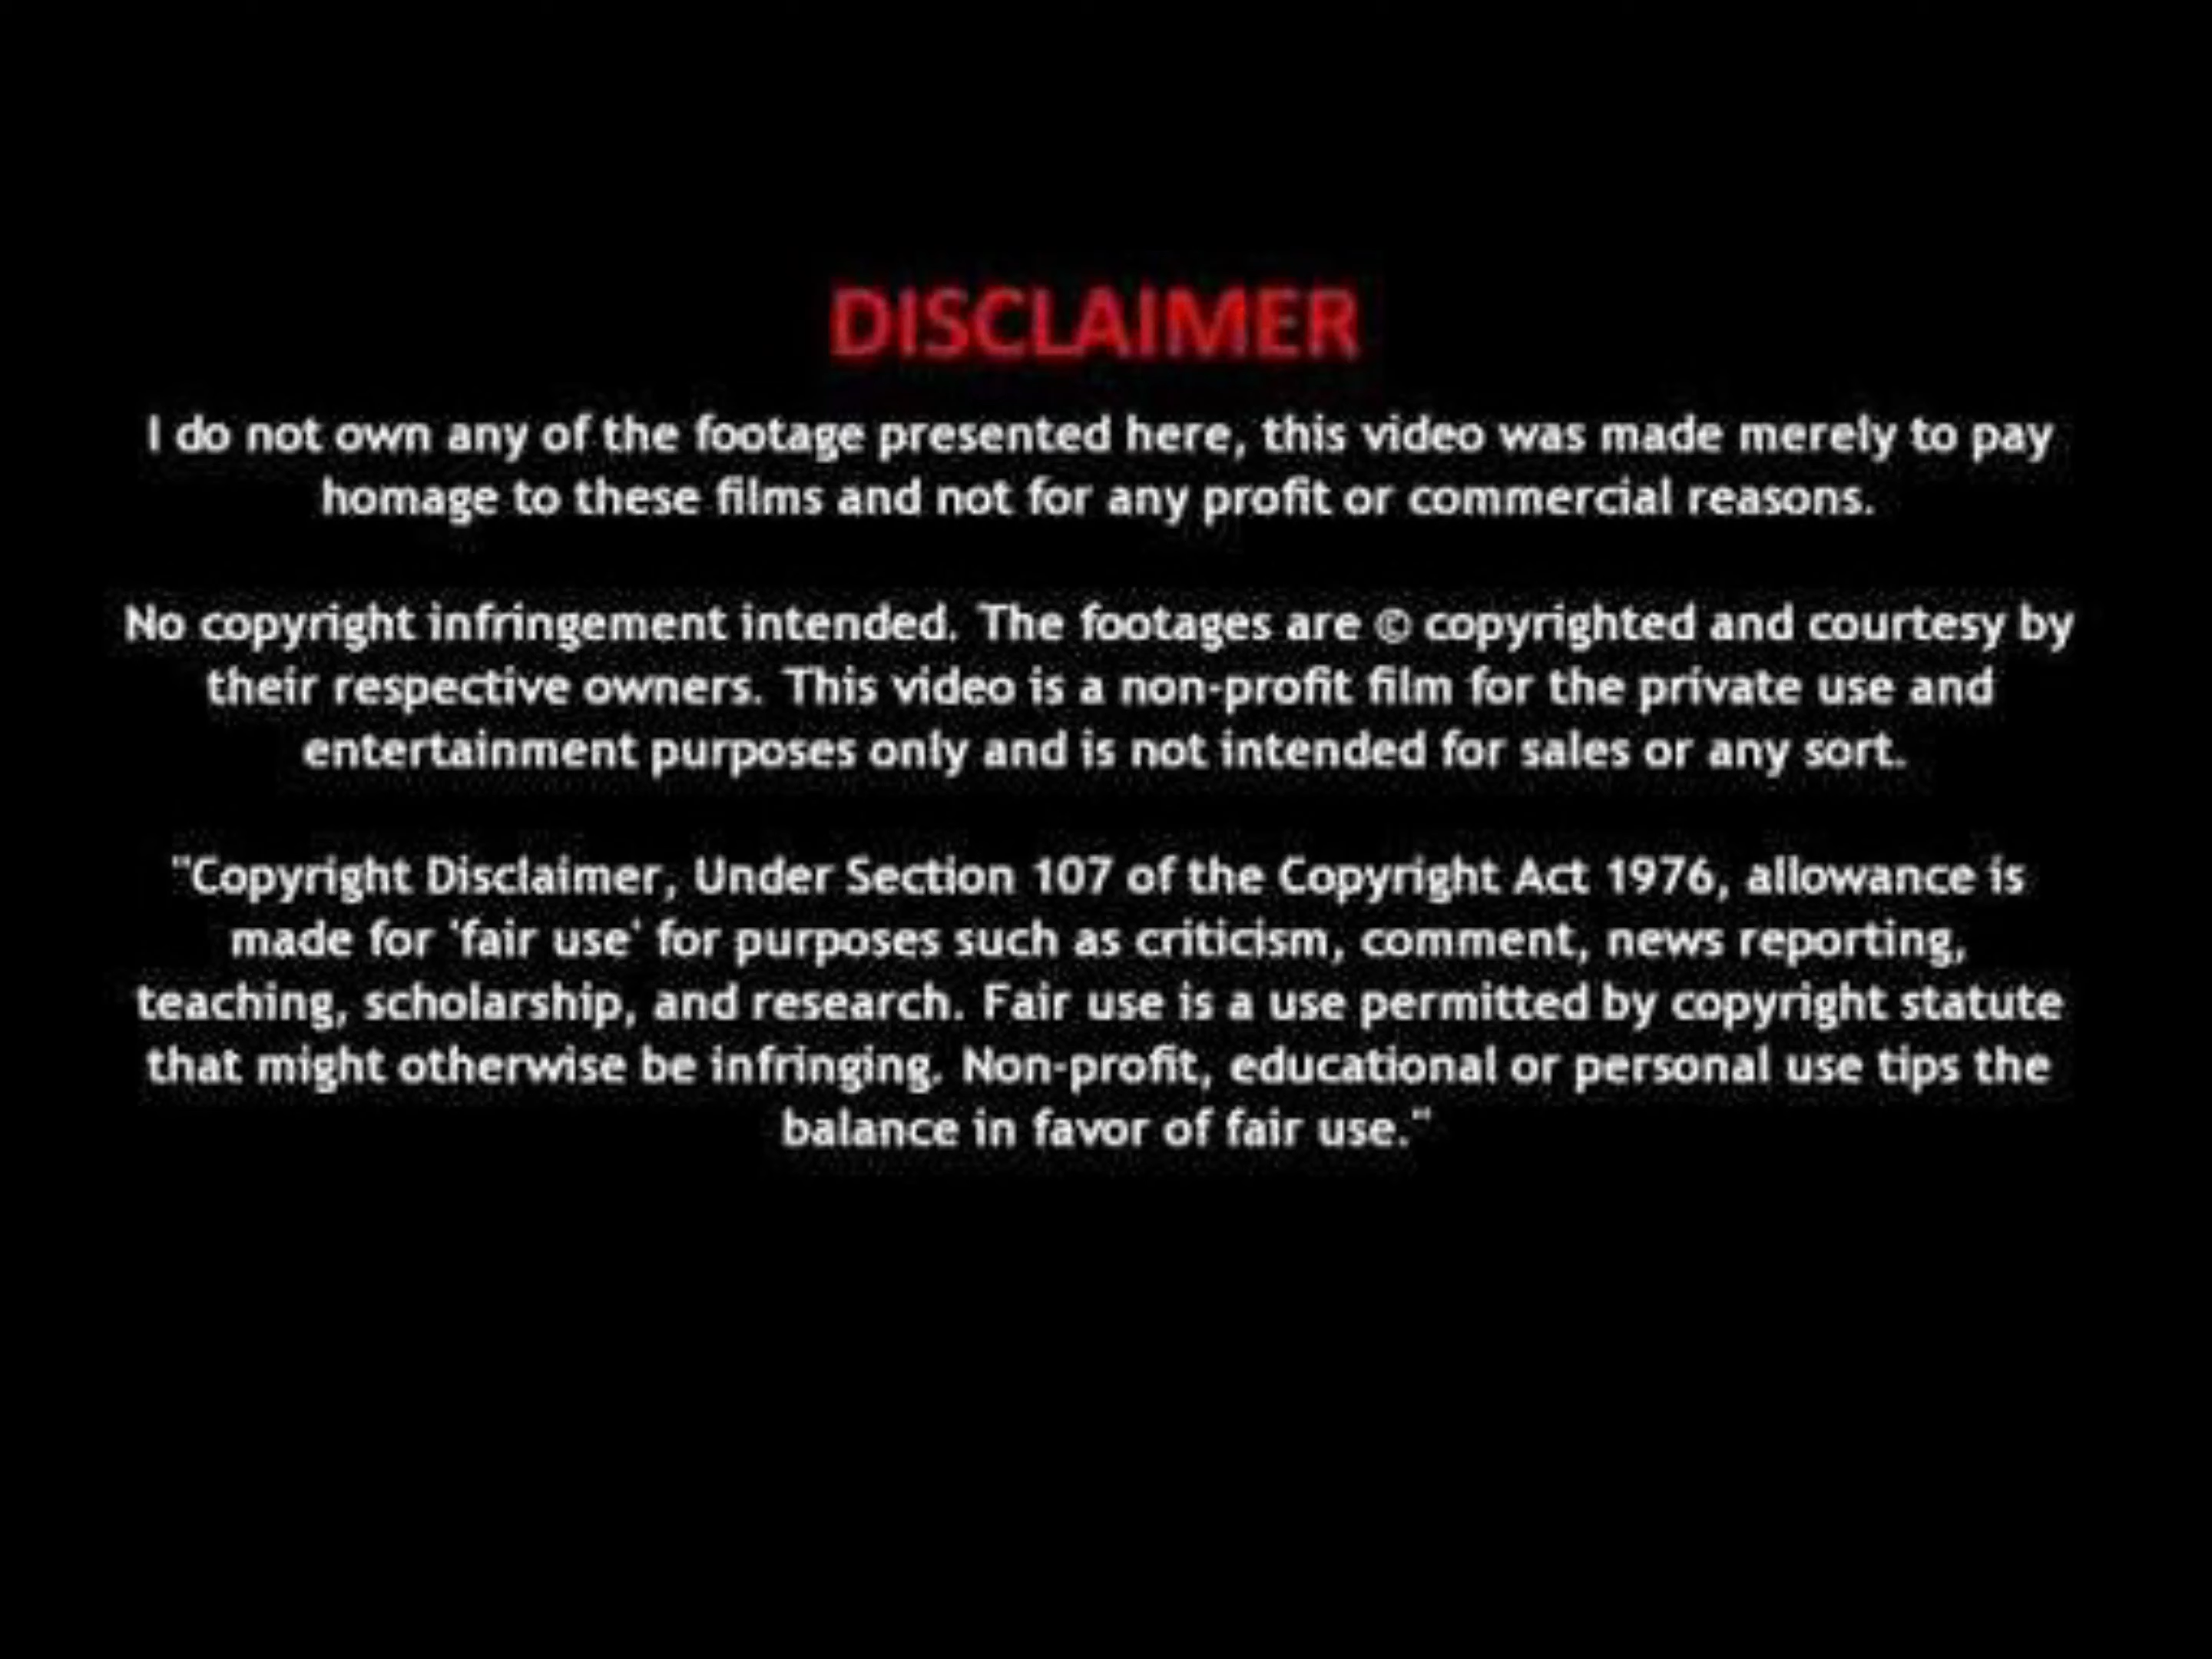 DISCLAIMER
I do not own any of the footage presented here, this video was made merely to pay
homage to these films and not for any profit or commercial reasons.
No copyright infringement intended. The footages are © copyrighted and courtesy by
their respective owners. This video is a non-profit film for the private use and
entertainment purposes only and is not intended for sales or any sort.
"Copyright Disclaimer, Under Section 107 of the Copyright Act 1976, allowance is
made for 'fair use' for purposes such as criticism, comment, news reporting,
teaching, scholarship, and research. Fair use is a use permitted by copyright statute
that might otherwise be infringing. Non-profit, educational or personal use tips the
balance in favor of fair use."